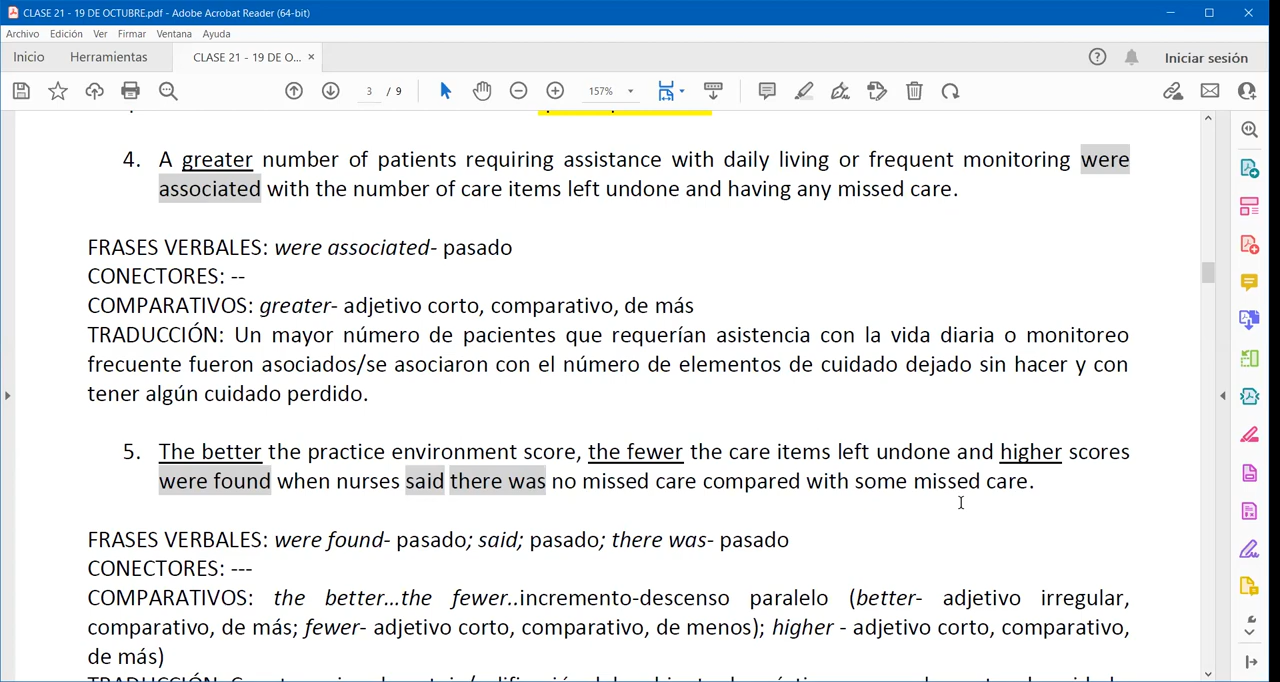 CLASE 21 - 19 DE OCTUBRE.pdf - Adobe Acrobat Reader (64-bit)
Archivo Edición Ver Firmar Ventana Ayuda
Inicio Herramientas CLASE 21 - 19 DE O... × Iniciar sesión
3 / 9 157%
4. A greater number of patients requiring assistance with daily living or frequent monitoring were
associated with the number of care items left undone and having any missed care.
FRASES VERBALES: were associated- pasado
CONECTORES: --
COMPARATIVOS: greater- adjetivo corto, comparativo, de más
TRADUCCIÓN: Un mayor número de pacientes que requerían asistencia con la vida diaria o monitoreo
frecuente fueron asociados/se asociaron con el número de elementos de cuidado dejado sin hacer y con
tener algún cuidado perdido.
5. The better the practice environment score, the fewer the care items left undone and higher scores
were found when nurses said there was no missed care compared with some missed care.
FRASES VERBALES: were found- pasado; said; pasado; there was- pasado
CONECTORES: ---
COMPARATIVOS: the better...the fewer..incremento-descenso paralelo (better- adjetivo irregular,
comparativo, de más; fewer- adjetivo corto, comparativo, de menos); higher - adjetivo corto, comparativo,
de más)